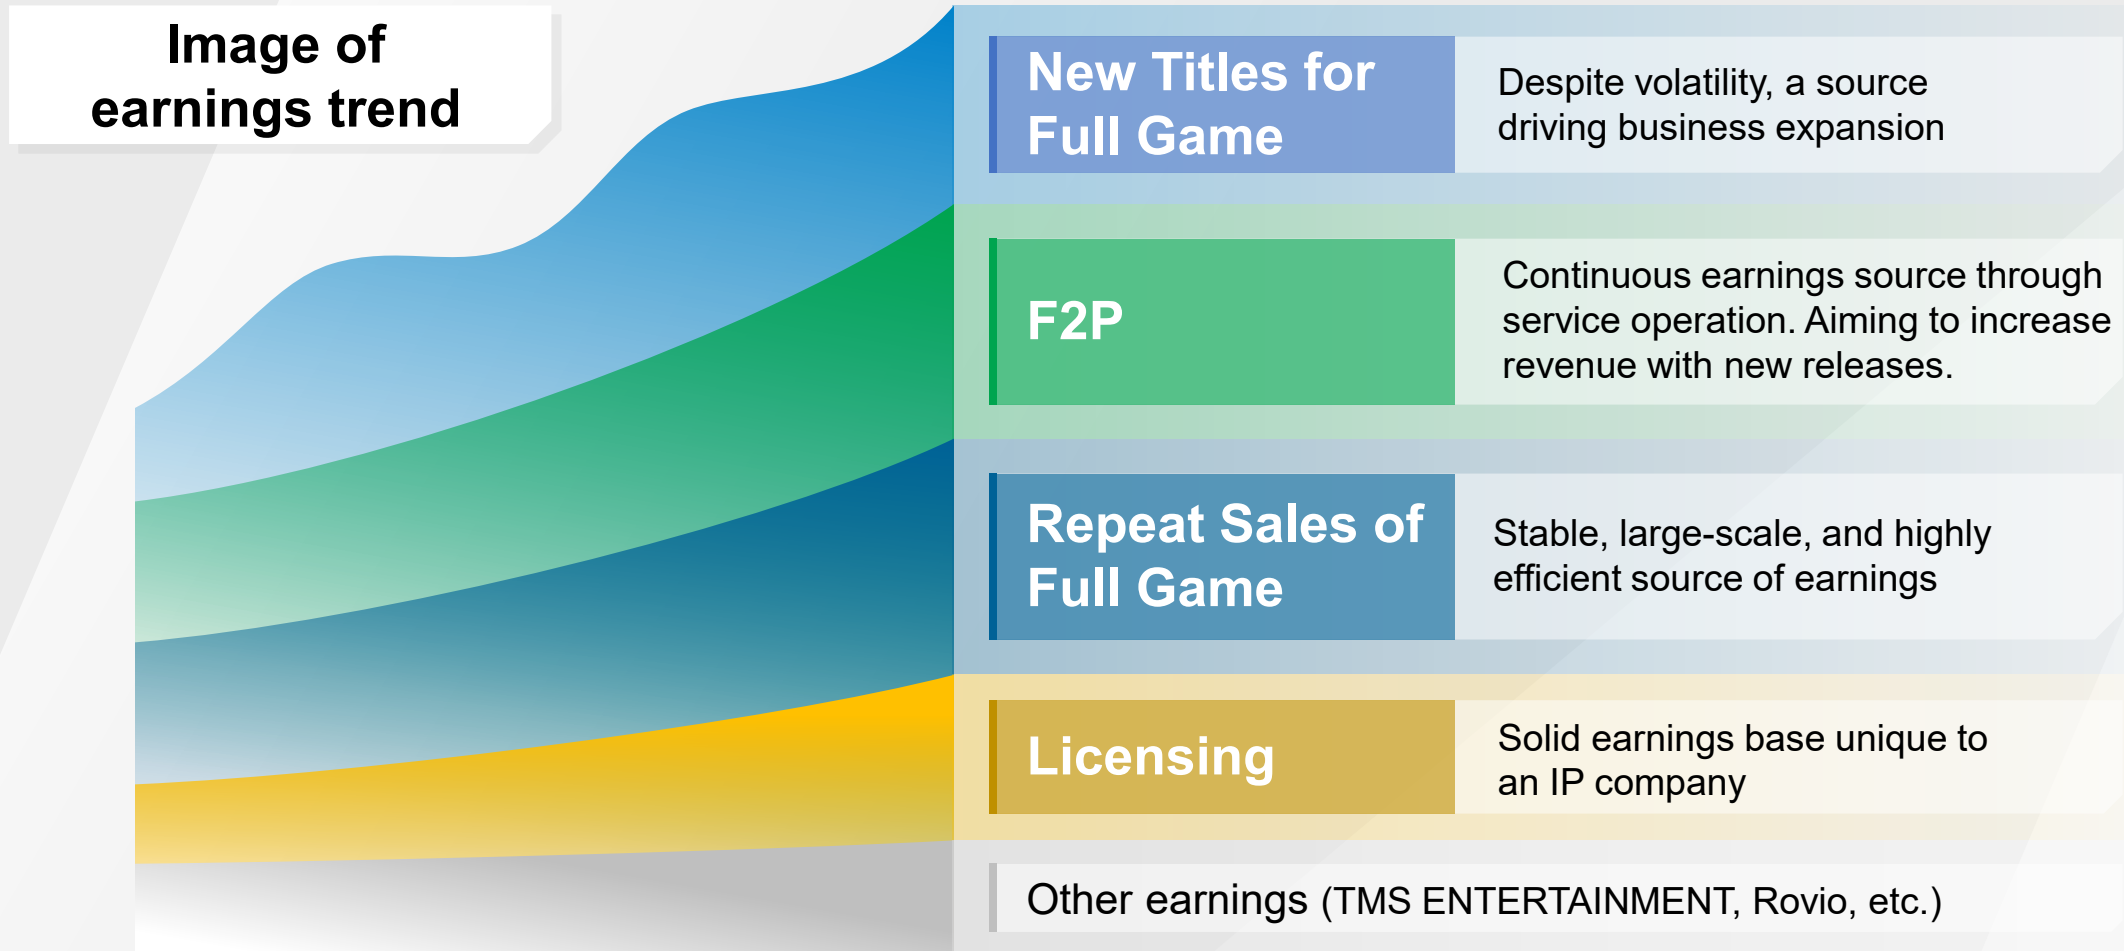 Image of
earnings trend
New Titles for
Full Game
Despite volatility, a source
driving business expansion
F2P
Continuous earnings source through
service operation. Aiming to increase
revenue with new releases.
Repeat Sales of
Full Game
Stable, large-scale, and highly
efficient source of earnings
Licensing
Solid earnings base unique to
an IP company
Other earnings (TMS ENTERTAINMENT, Rovio, etc.)